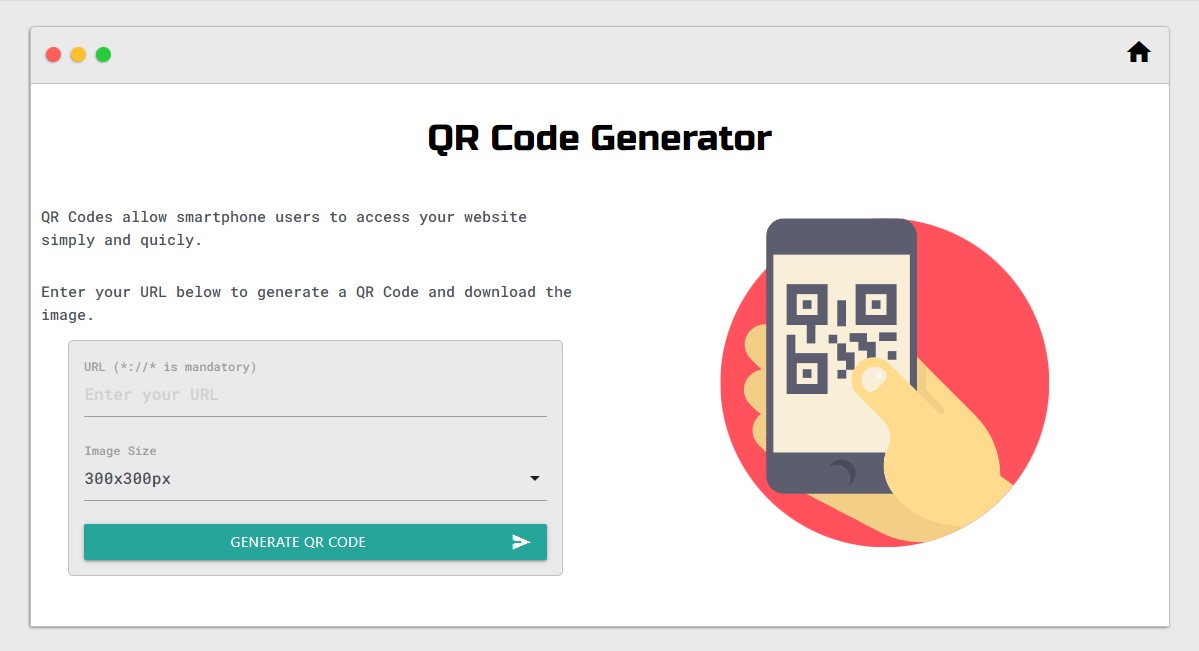 QR Code Generator
QR Codes allow smartphone users to access your website
simply and quicly.
Enter your URL below to generate a QR Code and download the
image.
URL (*://* is mandatory)
Enter your URL
Image Size
300x300px
GENERATE QR CODE